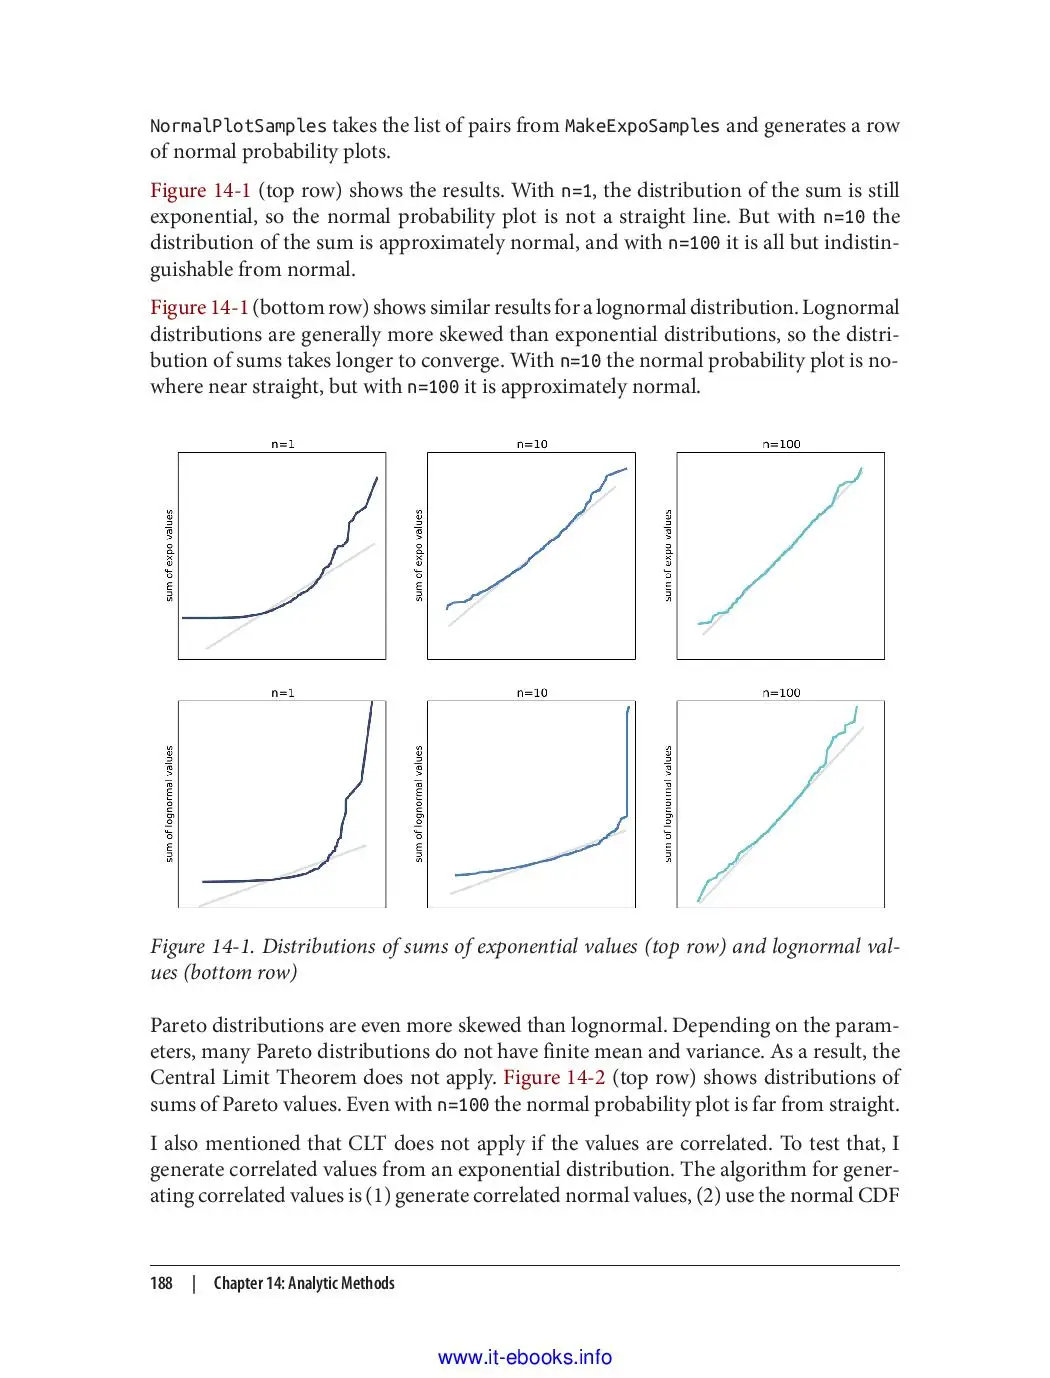 NormalPlotSamples takes the list of pairs from MakeExpoSamples and generates a row
of normal probability plots.
Figure 14-1 (top row) shows the results. With n=1, the distribution of the sum is still
exponential, so the normal probability plot is not a straight line. But with n=10 the
distribution of the sum is approximately normal, and with n=100 it is all but indistin-
guishable from normal.
Figure 14-1 (bottom row) shows similar results for a lognormal distribution. Lognormal
distributions are generally more skewed than exponential distributions, so the distri-
bution of sums takes longer to converge. With n=10 the normal probability plot is no-
where near straight, but with n=100 it is approximately normal.
n=1
n=10
n=100
sum of expo values
sum of expo values
sum of expo values
n=1
n=10
n=100
sum of lognormal values
sum of lognormal values
sum of lognormal values
Figure 14-1. Distributions of sums of exponential values (top row) and lognormal val-
ues (bottom row)
Pareto distributions are even more skewed than lognormal. Depending on the param-
eters, many Pareto distributions do not have finite mean and variance. As a result, the
Central Limit Theorem does not apply. Figure 14-2 (top row) shows distributions of
sums of Pareto values. Even with n=100 the normal probability plot is far from straight.
I also mentioned that CLT does not apply if the values are correlated. To test that, I
generate correlated values from an exponential distribution. The algorithm for gener-
ating correlated values is (1) generate correlated normal values, (2) use the normal CDF
188 | Chapter 14: Analytic Methods
www.it-ebooks.info